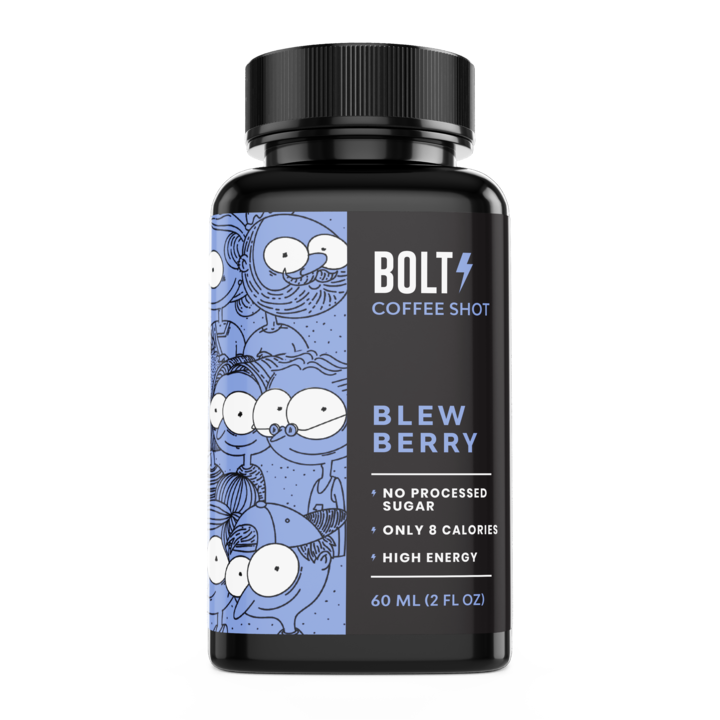 BOLT
COFFEE SHOT
BLEW
BERRY
NO PROCESSED
SUGAR
ONLY 8 CALORIES
HIGH ENERGY
60 ML (2 FL OZ)